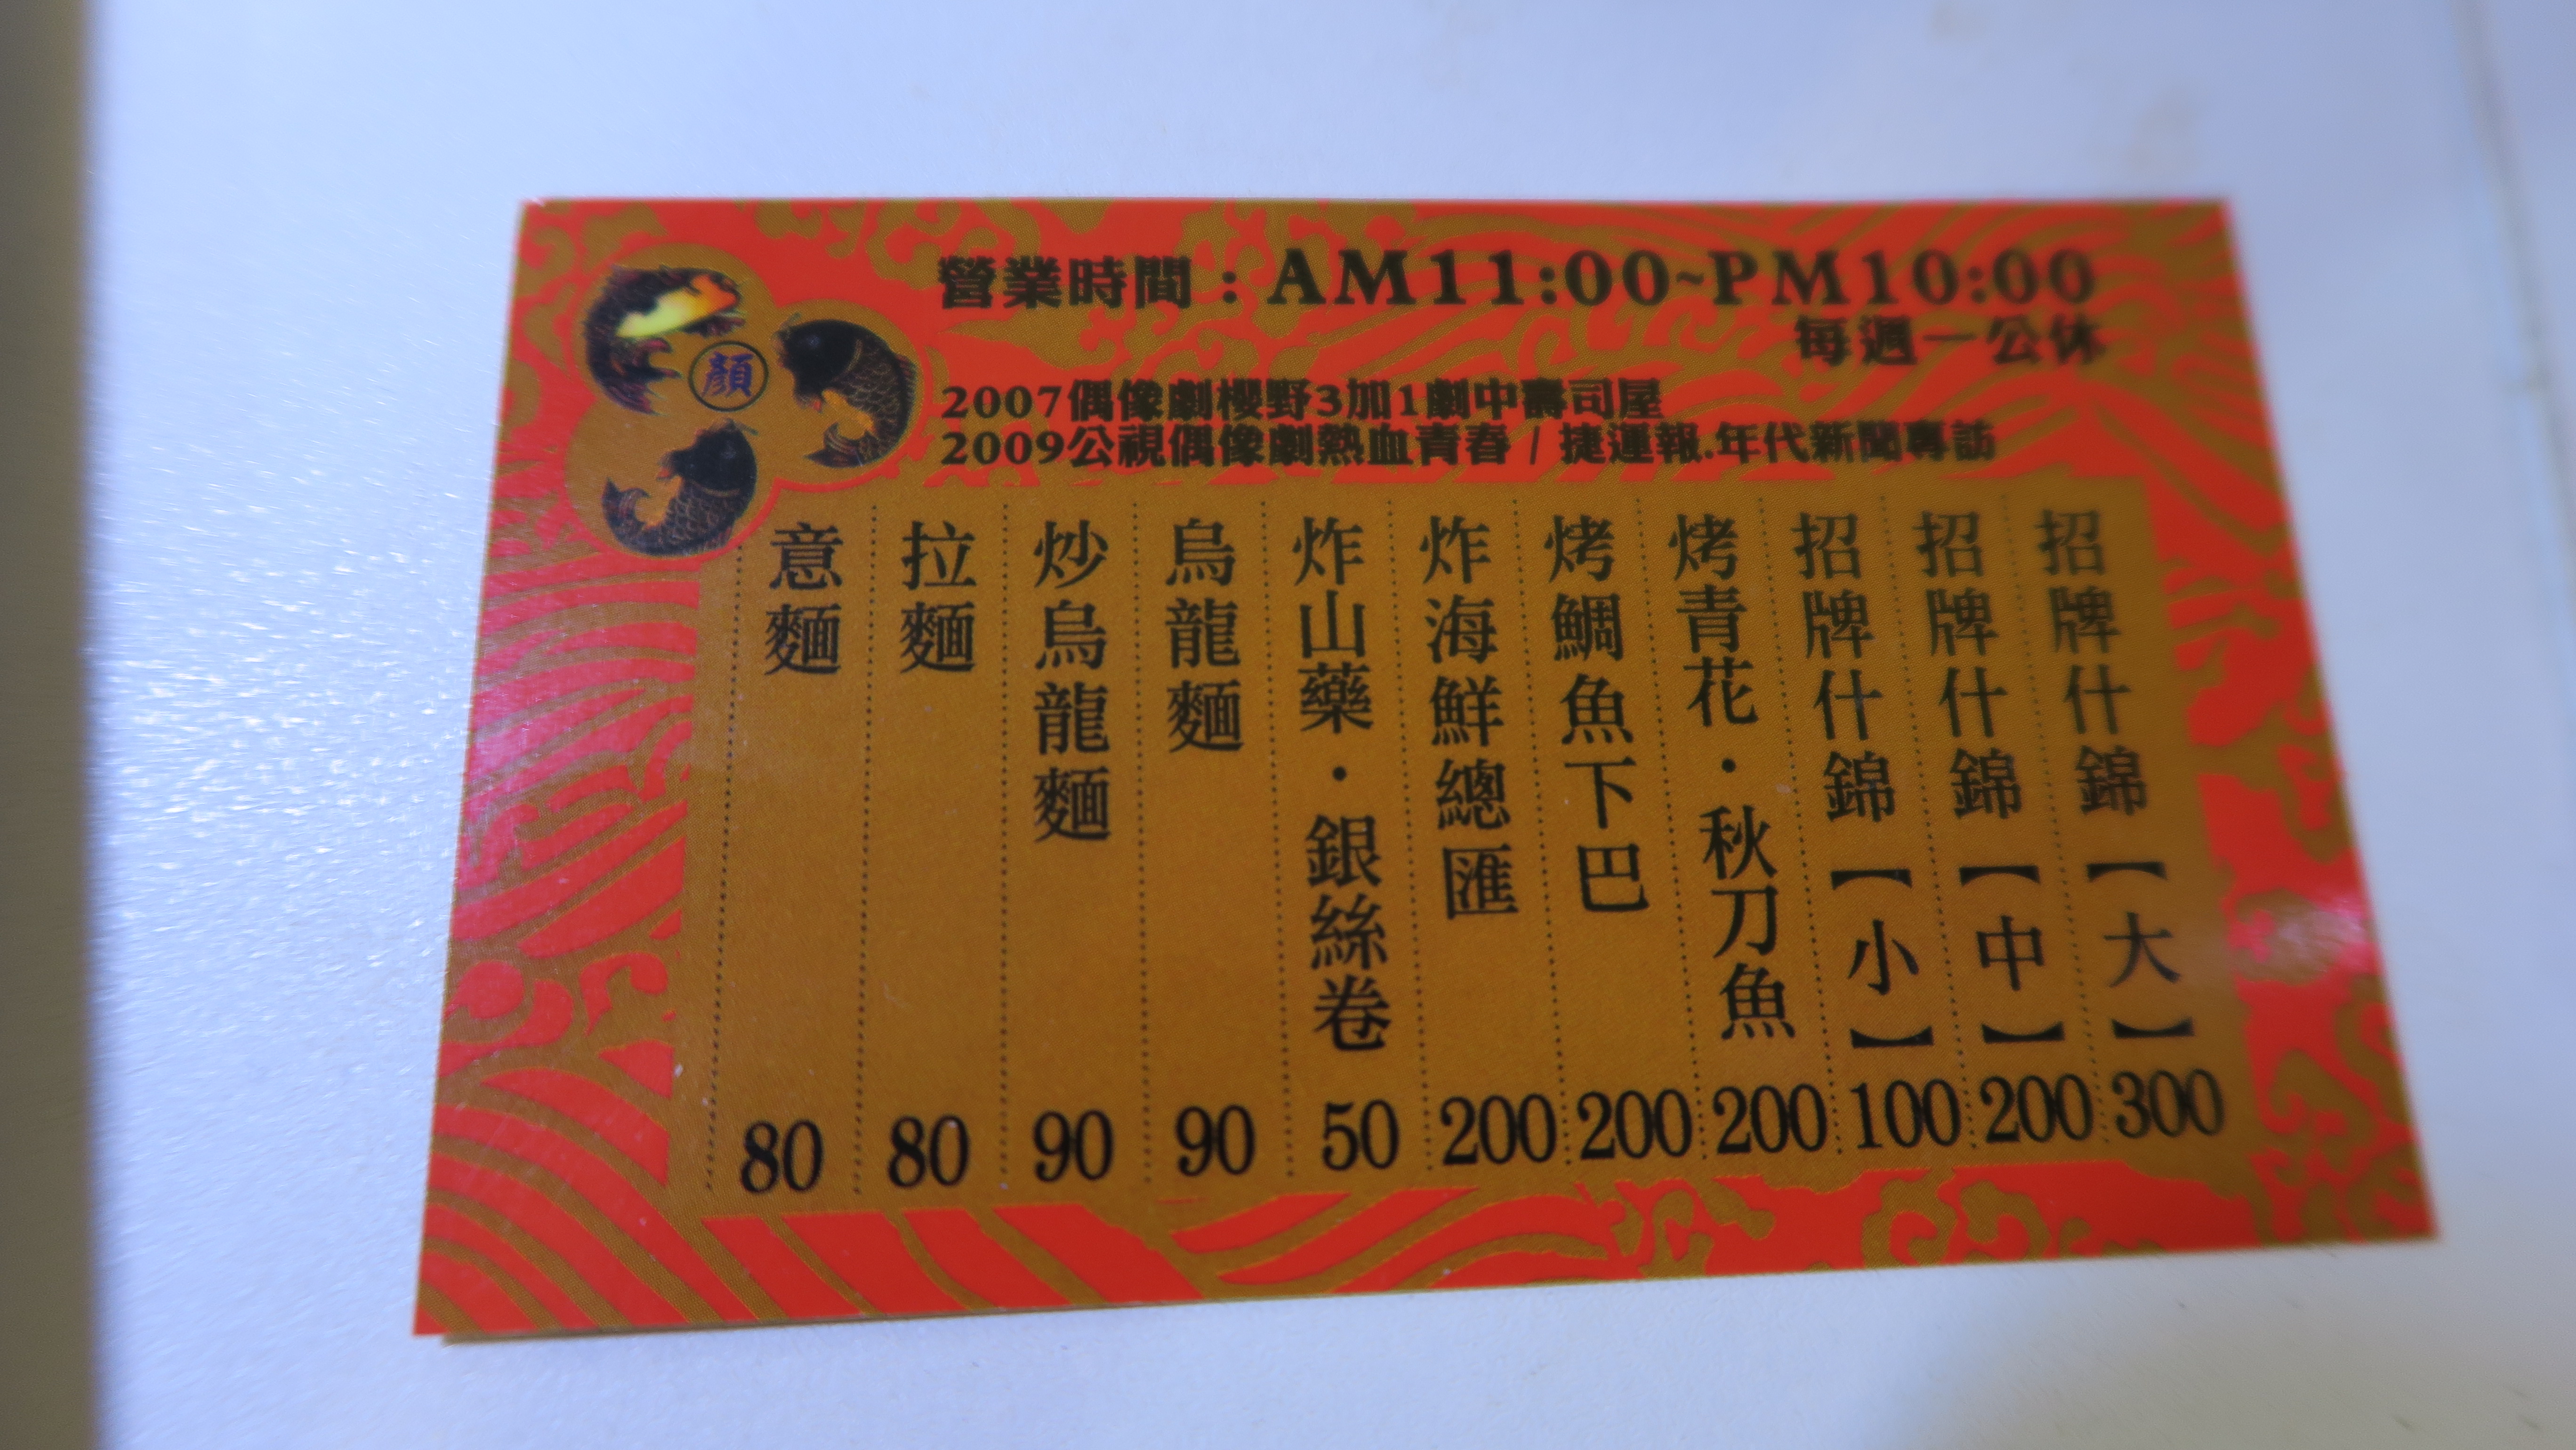 營業時間：AM11:00~PM10:00
每週一公休
顏
2007偶像劇櫻野3加1劇中壽司屋
2009公視偶像劇熱血青春 / 捷運報.年代新聞專訪
招牌什錦【大】300
招牌什錦【中】200
招牌什錦【小】100
烤青花・秋刀魚 200
烤鯛魚下巴 200
炸海鮮總匯 200
炸山藥・銀絲卷 50
烏龍麵 90
炒烏龍麵 90
拉麵 80
意麵 80